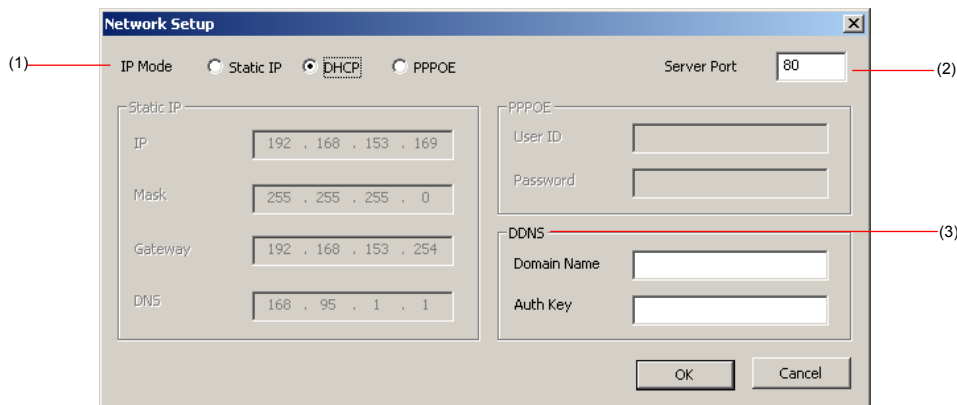 Network Setup
(1) IP Mode Static IP DHCP PPPOE Server Port 80 (2)
Static IP
IP 192 . 168 . 153 . 169
Mask 255 . 255 . 255 . 0
Gateway 192 . 168 . 153 . 254
DNS 168 . 95 . 1 . 1
PPPOE
User ID
Password
DDNS (3)
Domain Name
Auth Key
OK Cancel